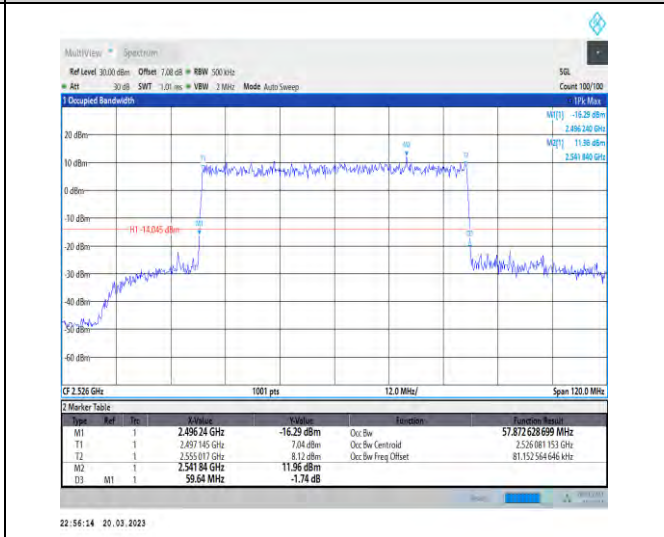 MultiView Spectrum
Ref Level 30.00 dBm Offset 7.00 dB RBW 500 kHz SGL
Att 30 dB SWT 1.01 ms VBW 2 MHz Mode Auto Sweep Count 100/100
1 Occupied Bandwidth 1Pk Max
M1[1] -16.29 dBm
2.496 240 GHz
20 dBm
M2[1] 11.96 dBm
2.541 840 GHz
M2
T1
T2
10 dBm
0 dBm
-10 dBm
H1 -14.045 dBm
-20 dBm
-30 dBm
-40 dBm
-50 dBm
-60 dBm
CF 2.526 GHz 1001 pts 12.0 MHz/ Span 120.0 MHz
2 Marker Table
Type Ref Trc X-Value Y-Value Function Function Result
M1 1 2.496 24 GHz -16.29 dBm Occ Bw 57.872 628 699 MHz
T1 1 2.497 145 GHz 7.04 dBm Occ Bw Centroid 2.526 081 153 GHz
T2 1 2.555 017 GHz 8.12 dBm Occ Bw Freq Offset 81.152 564 646 kHz
M2 1 2.541 84 GHz 11.96 dBm
D3 M1 1 59.64 MHz -1.74 dB
22:56:14 20.03.2023